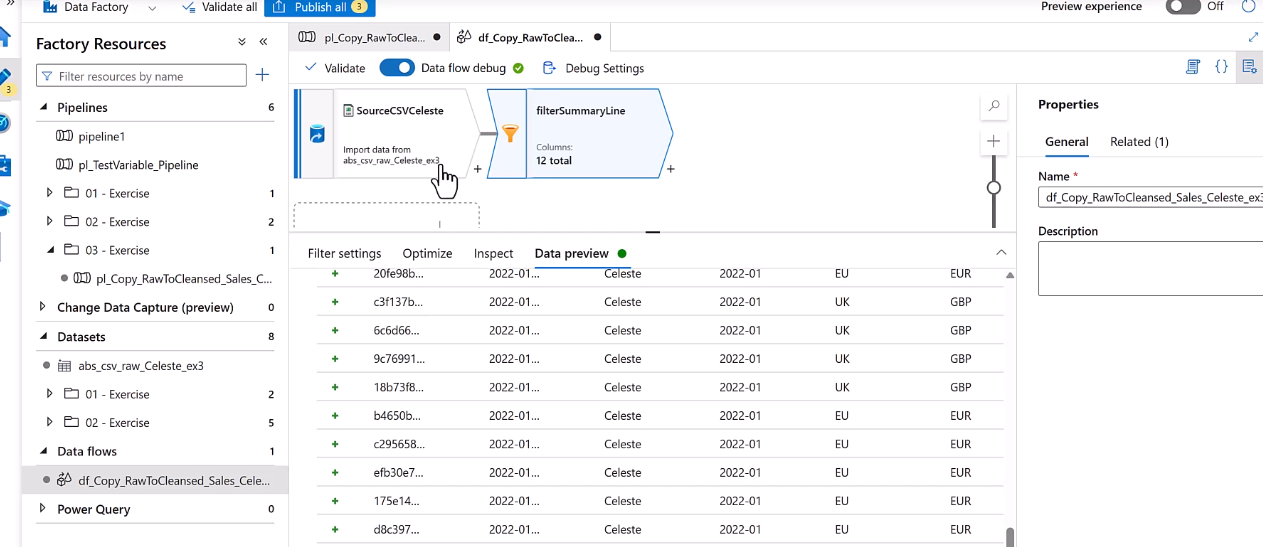 Data Factory
Validate all
Publish all 3
Preview experience
Off
3
Factory Resources
Filter resources by name
Pipelines 6
pipeline1
pl_TestVariable_Pipeline
01 - Exercise 1
02 - Exercise 2
03 - Exercise 1
pl_Copy_RawToCleansed_Sales_C...
Change Data Capture (preview) 0
Datasets 8
abs_csv_raw_Celeste_ex3
01 - Exercise 2
02 - Exercise 5
Data flows 1
df_Copy_RawToCleansed_Sales_Cele...
Power Query 0
pl_Copy_RawToClea...
df_Copy_RawToClea...
Validate
Data flow debug
Debug Settings
SourceCSVCeleste
Import data from
abs_csv_raw_Celeste_ex3
filterSummaryLine
Columns:
12 total
Filter settings
Optimize
Inspect
Data preview
20fe98b... 2022-01... Celeste 2022-01 EU EUR
c3f137b... 2022-01... Celeste 2022-01 UK GBP
6c6d66... 2022-01... Celeste 2022-01 UK GBP
9c76991... 2022-01... Celeste 2022-01 UK GBP
18b73f8... 2022-01... Celeste 2022-01 UK GBP
b4650b... 2022-01... Celeste 2022-01 EU EUR
c295658... 2022-01... Celeste 2022-01 EU EUR
efb30e7... 2022-01... Celeste 2022-01 EU EUR
175e14... 2022-01... Celeste 2022-01 EU EUR
d8c397... 2022-01... Celeste 2022-01 EU EUR
Properties
General
Related (1)
Name *
df_Copy_RawToCleansed_Sales_Celeste_ex3
Description